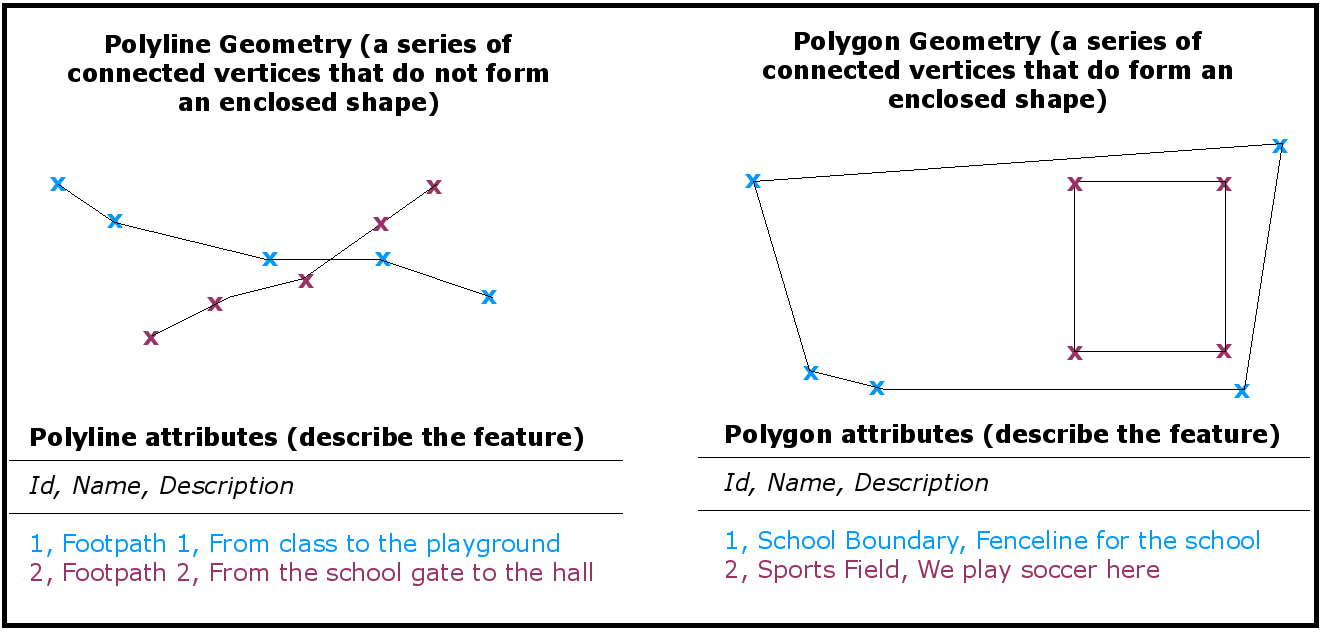 Polyline Geometry (a series of
connected vertices that do not form
an enclosed shape)
Polyline attributes (describe the feature)
Id, Name, Description
1, Footpath 1, From class to the playground
2, Footpath 2, From the school gate to the hall
Polygon Geometry (a series of
connected vertices that do form an
enclosed shape)
Polygon attributes (describe the feature)
Id, Name, Description
1, School Boundary, Fenceline for the school
2, Sports Field, We play soccer here